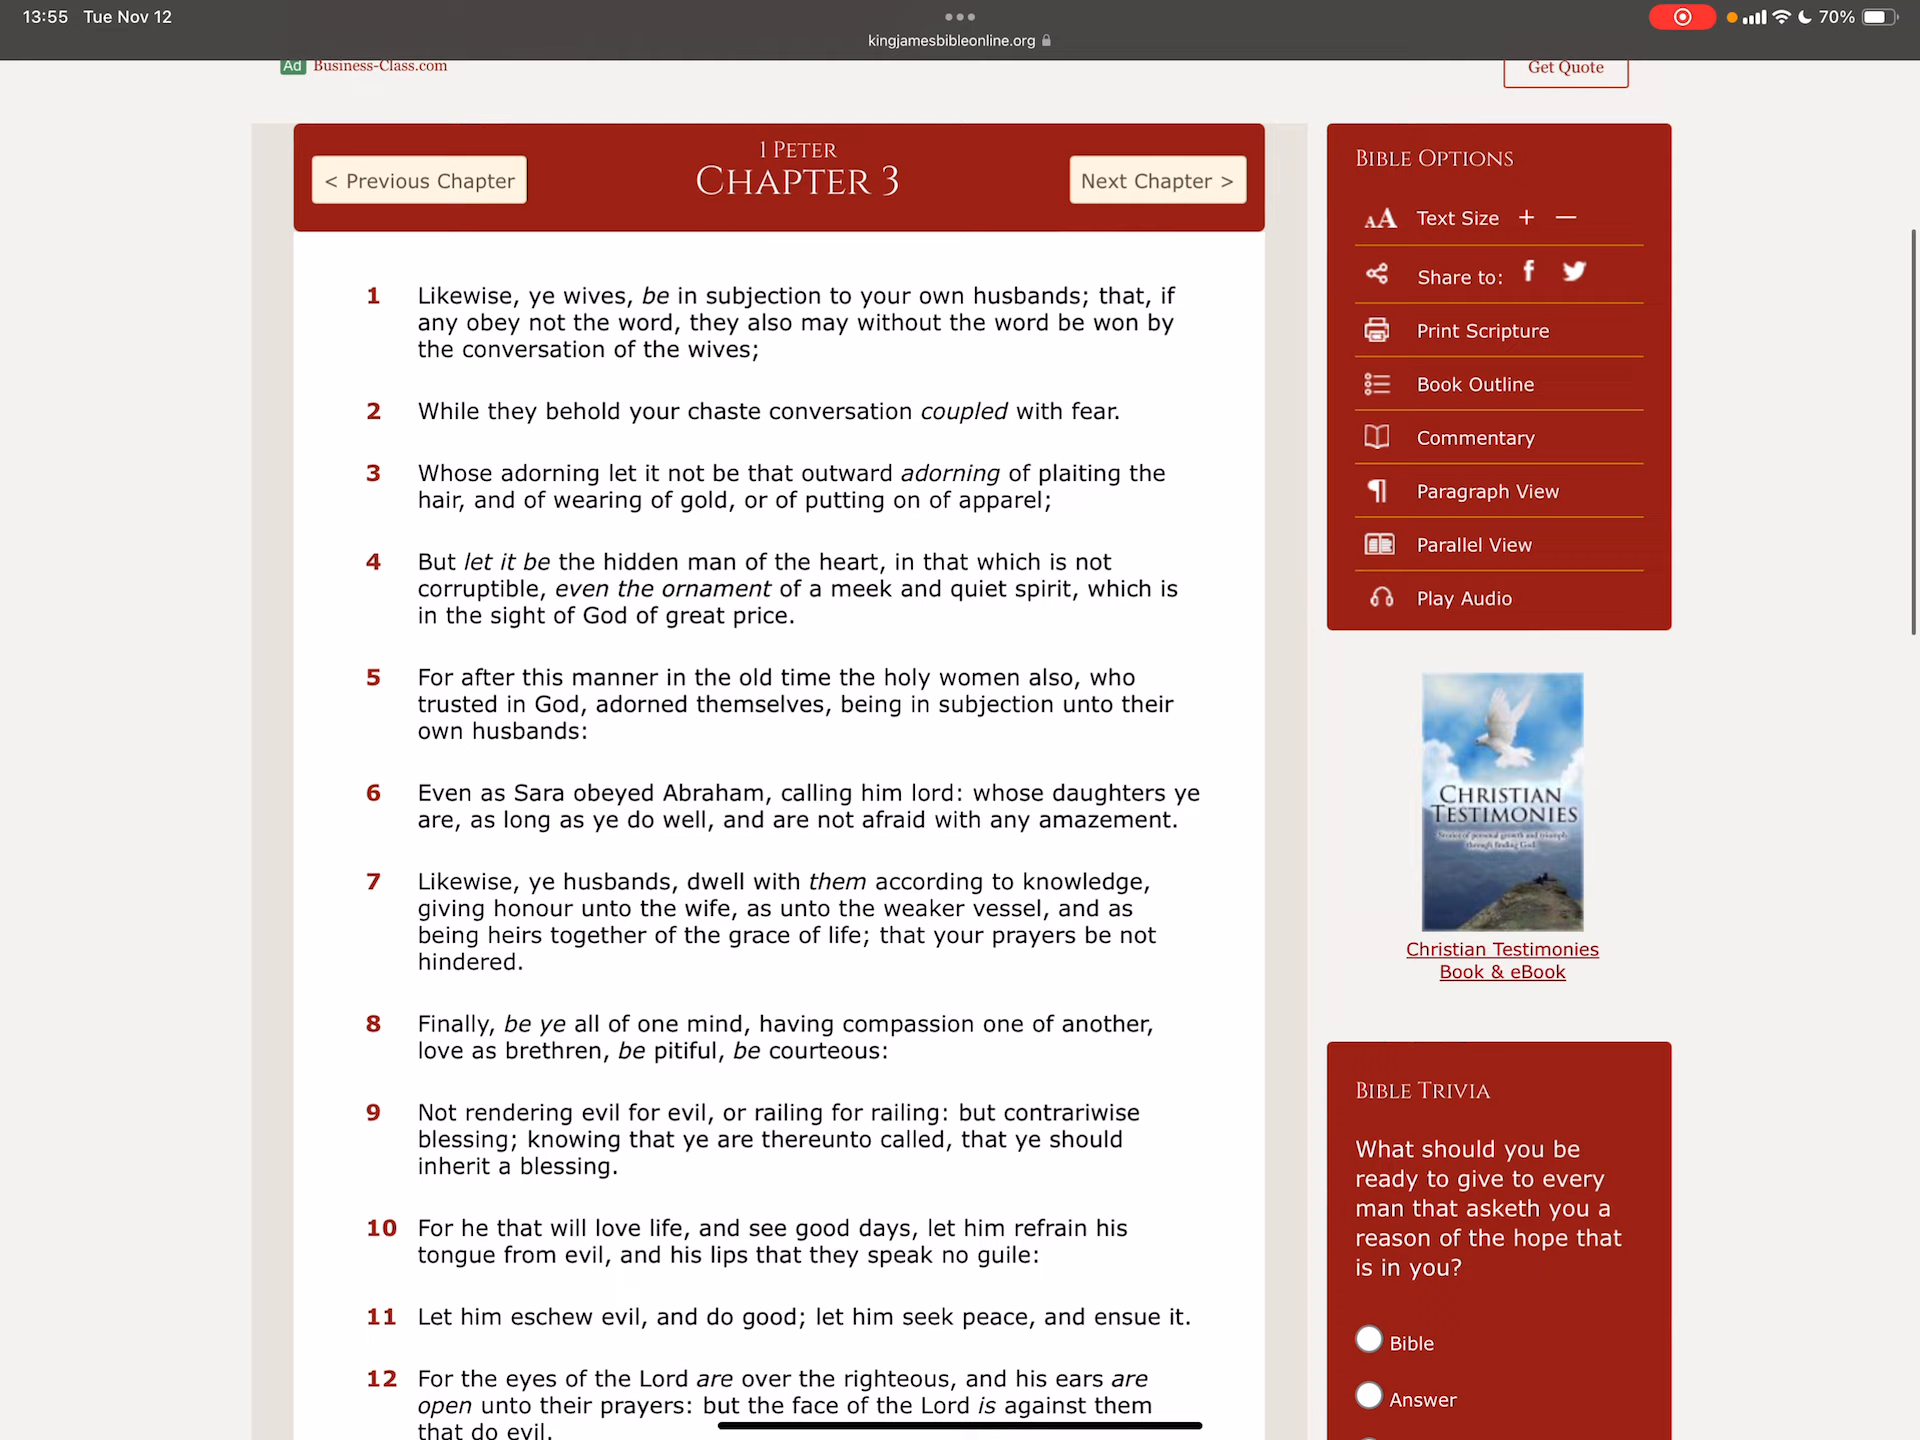 13:55 Tue Nov 12
70%
kingjamesbibleonline.org
Ad Business-Class.com
Get Quote
< Previous Chapter
1 PETER
CHAPTER 3
Next Chapter >
1 Likewise, ye wives, be in subjection to your own husbands; that, if
any obey not the word, they also may without the word be won by
the conversation of the wives;
2 While they behold your chaste conversation coupled with fear.
3 Whose adorning let it not be that outward adorning of plaiting the
hair, and of wearing of gold, or of putting on of apparel;
4 But let it be the hidden man of the heart, in that which is not
corruptible, even the ornament of a meek and quiet spirit, which is
in the sight of God of great price.
5 For after this manner in the old time the holy women also, who
trusted in God, adorned themselves, being in subjection unto their
own husbands:
6 Even as Sara obeyed Abraham, calling him lord: whose daughters ye
are, as long as ye do well, and are not afraid with any amazement.
7 Likewise, ye husbands, dwell with them according to knowledge,
giving honour unto the wife, as unto the weaker vessel, and as
being heirs together of the grace of life; that your prayers be not
hindered.
8 Finally, be ye all of one mind, having compassion one of another,
love as brethren, be pitiful, be courteous:
9 Not rendering evil for evil, or railing for railing: but contrariwise
blessing; knowing that ye are thereunto called, that ye should
inherit a blessing.
10 For he that will love life, and see good days, let him refrain his
tongue from evil, and his lips that they speak no guile:
11 Let him eschew evil, and do good; let him seek peace, and ensue it.
12 For the eyes of the Lord are over the righteous, and his ears are
open unto their prayers: but the face of the Lord is against them
that do evil.
BIBLE OPTIONS
AA Text Size + —
Share to:
Print Scripture
Book Outline
Commentary
Paragraph View
Parallel View
Play Audio
CHRISTIAN
TESTIMONIES
Stories of personal growth and triumph
through finding God
Christian Testimonies
Book & eBook
BIBLE TRIVIA
What should you be
ready to give to every
man that asketh you a
reason of the hope that
is in you?
Bible
Answer